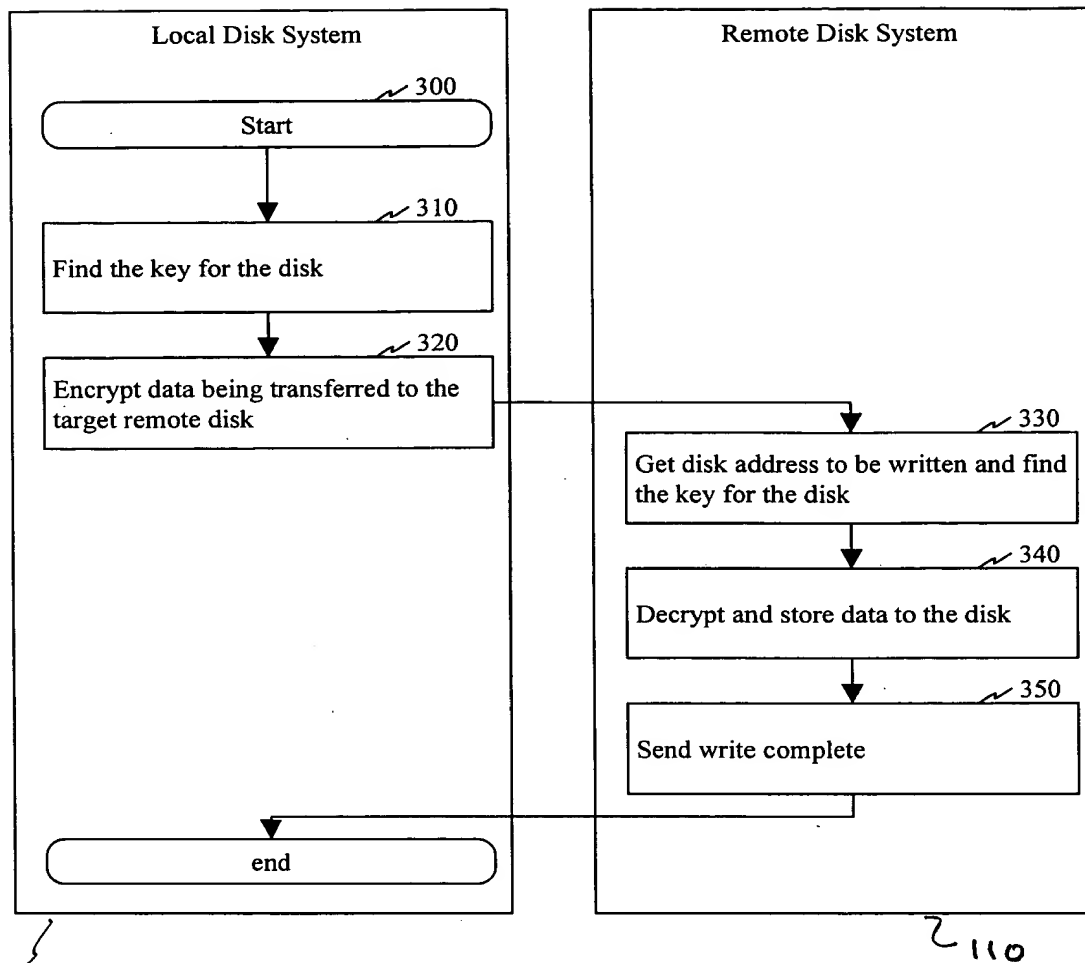 Local Disk System
Remote Disk System
300
Start
310
Find the key for the disk
320
Encrypt data being transferred to the
target remote disk
330
Get disk address to be written and find
the key for the disk
340
Decrypt and store data to the disk
350
Send write complete
end
110